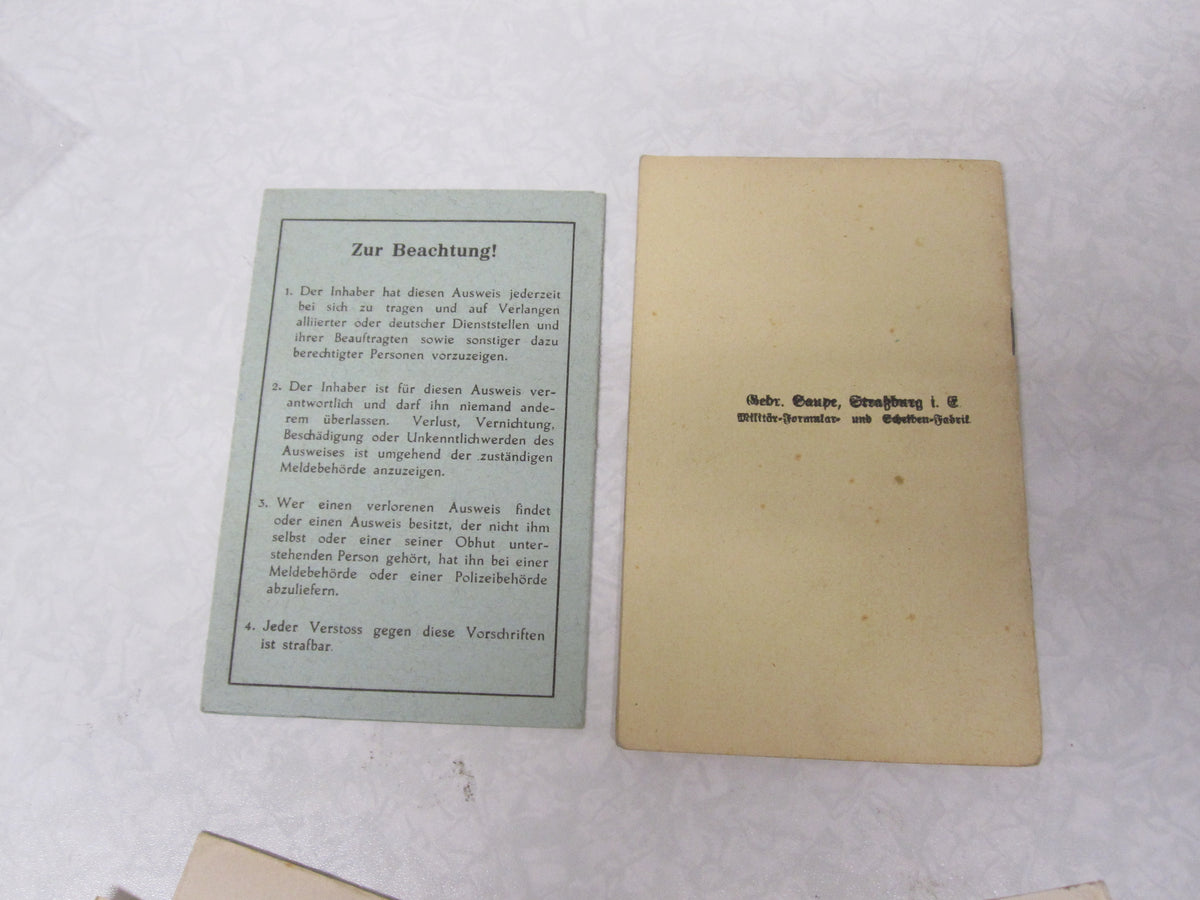 Zur Beachtung!
1. Der Inhaber hat diesen Ausweis jederzeit
bei sich zu tragen und auf Verlangen
alliierter oder deutscher Dienststellen und
ihrer Beauftragten sowie sonstiger dazu
berechtigter Personen vorzuzeigen.
2. Der Inhaber ist für diesen Ausweis ver-
antwortlich und darf ihn niemand ande-
rem überlassen. Verlust, Vernichtung,
Beschädigung oder Unkenntlichwerden des
Ausweises ist umgehend der zuständigen
Meldebehörde anzuzeigen.
3. Wer einen verlorenen Ausweis findet
oder einen Ausweis besitzt, der nicht ihm
selbst oder einer seiner Obhut unter-
stehenden Person gehört, hat ihn bei einer
Meldebehörde oder einer Polizeibehörde
abzuliefern.
4. Jeder Verstoss gegen diese Vorschriften
ist strafbar.
Gebr. Saupe, Straßburg i. E.
Militär-Formular- und Scheiben-Fabrik